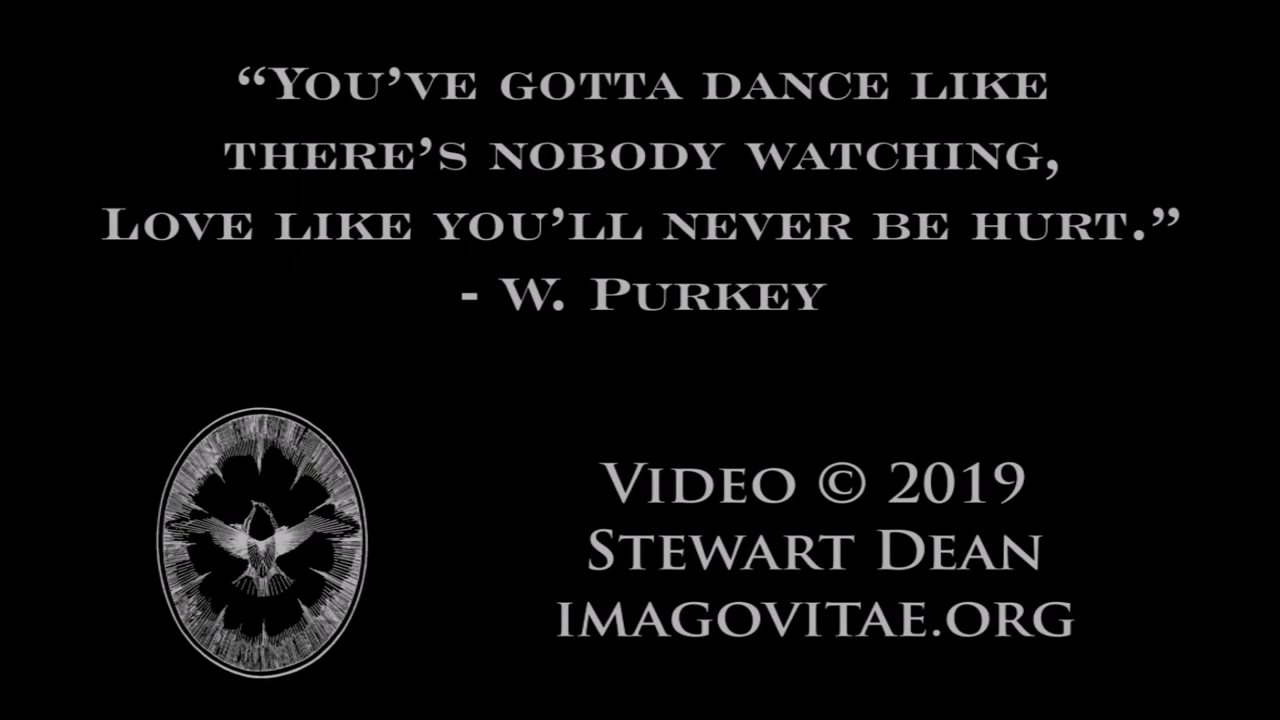 “You’ve gotta dance like
there’s nobody watching,
Love like you’ll never be hurt.”
- W. Purkey
Video © 2019
Stewart Dean
imagovitae.org